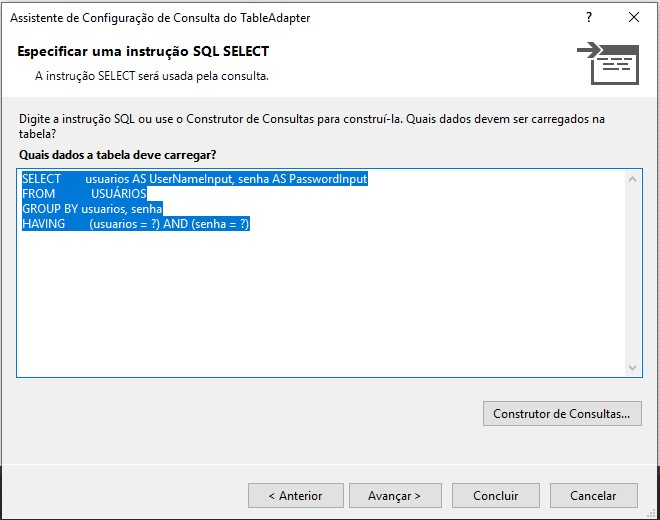 Assistente de Configuração de Consulta do TableAdapter
?
Especificar uma instrução SQL SELECT
A instrução SELECT será usada pela consulta.
Digite a instrução SQL ou use o Construtor de Consultas para construí-la. Quais dados devem ser carregados na
tabela?
Quais dados a tabela deve carregar?
SELECT usuarios AS UserNameInput, senha AS PasswordInput
FROM USUÁRIOS
GROUP BY usuarios, senha
HAVING (usuarios = ?) AND (senha = ?)
Construtor de Consultas...
< Anterior
Avançar >
Concluir
Cancelar